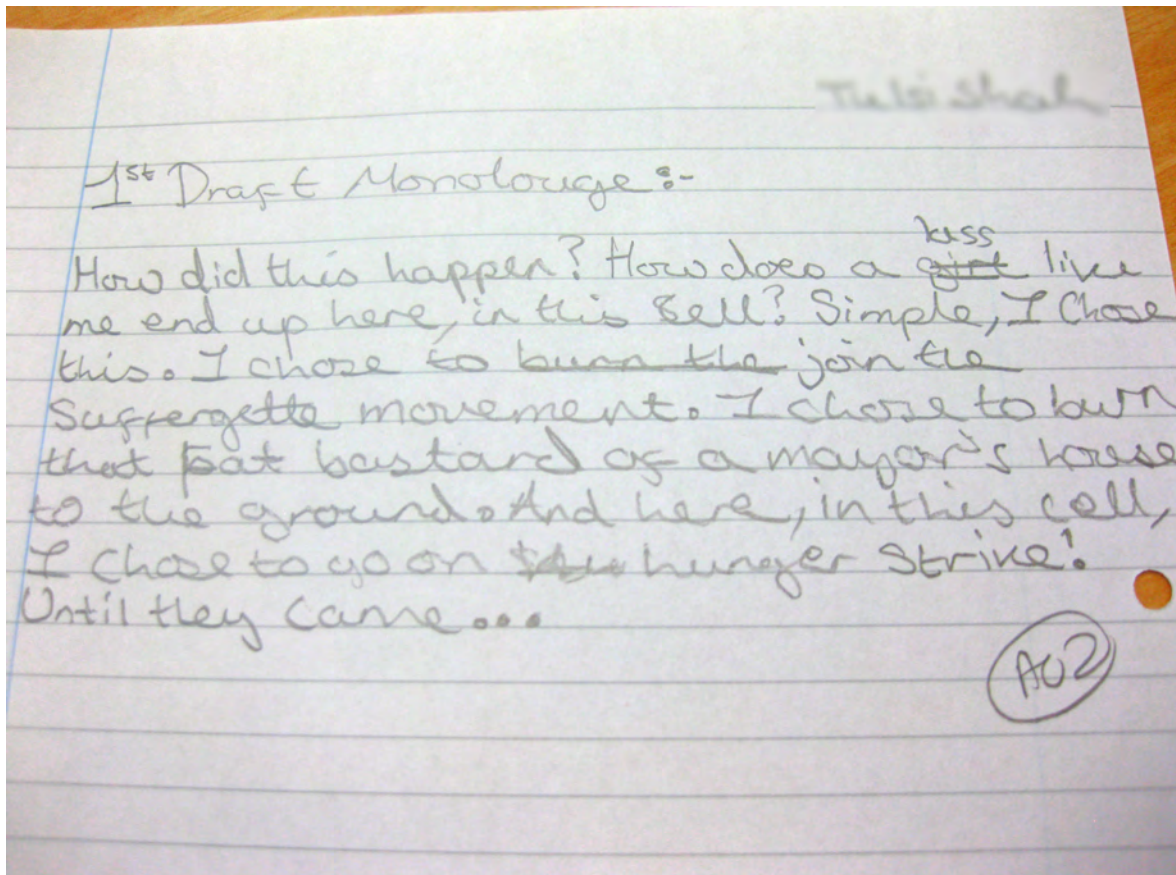 1st Draft Monolouge:-
lass
How did this happen? How does a girl like
me end up here, in this Sell? Simple, I Chose
this. I chose to burn the join the
Suffergette movement. I chose to burn
that fat bastard of a mayor's house
to the ground. And here, in this cell,
I Chose to go on hunger Strike!
Until they Came...
AO2